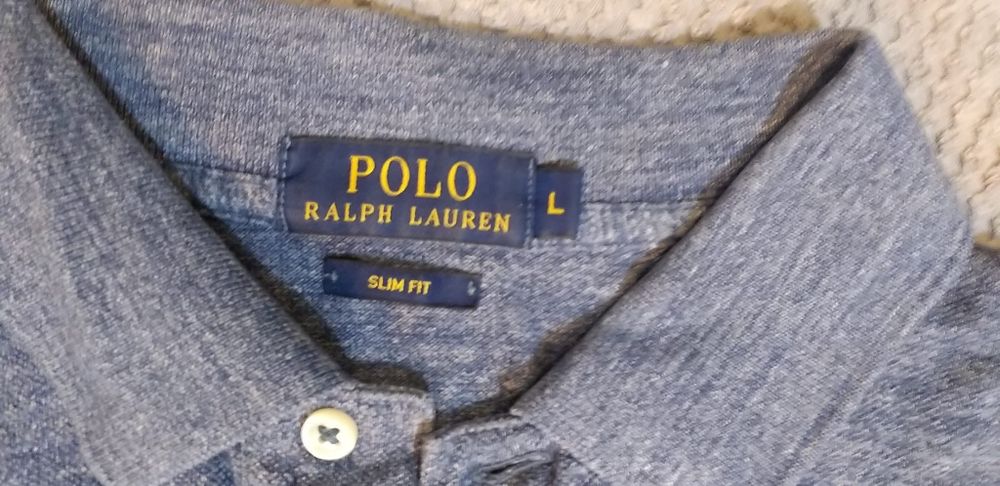 POLO
RALPH LAUREN
L
SLIM FIT